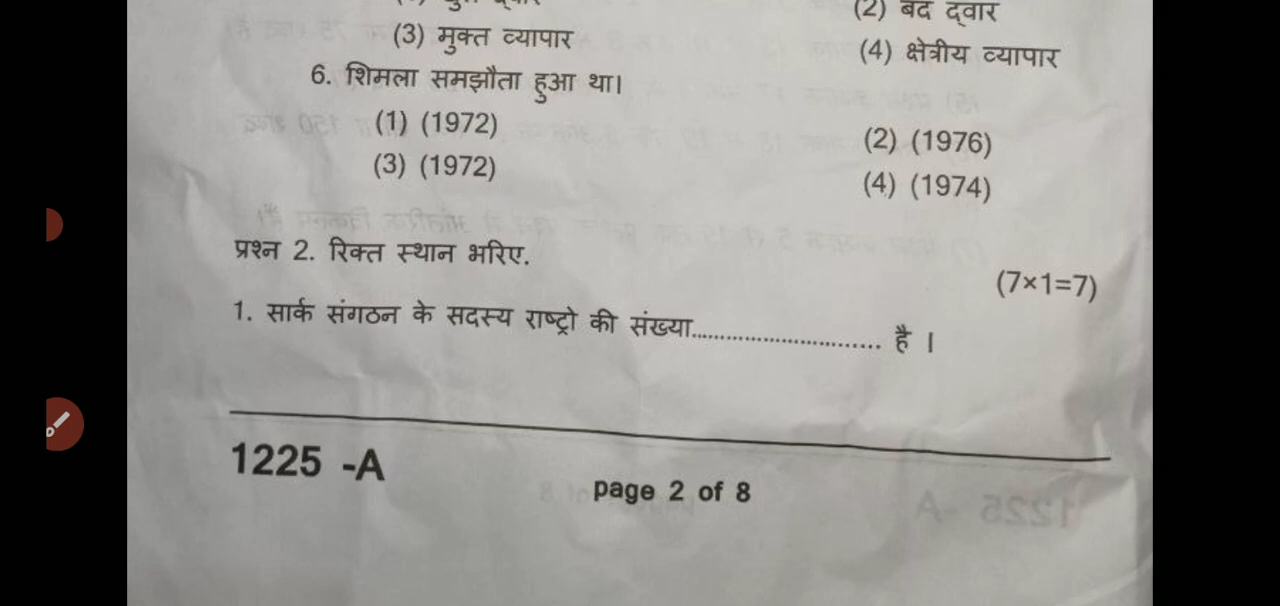 (2) बंद द्वार
(3) मुक्त व्यापार
(4) क्षेत्रीय व्यापार
6. शिमला समझौता हुआ था।
(1) (1972)
(2) (1976)
(3) (1972)
(4) (1974)
प्रश्न 2. रिक्त स्थान भरिए.
(7×1=7)
1. सार्क संगठन के सदस्य राष्ट्रो की संख्या................................ है ।
1225 -A
page 2 of 8